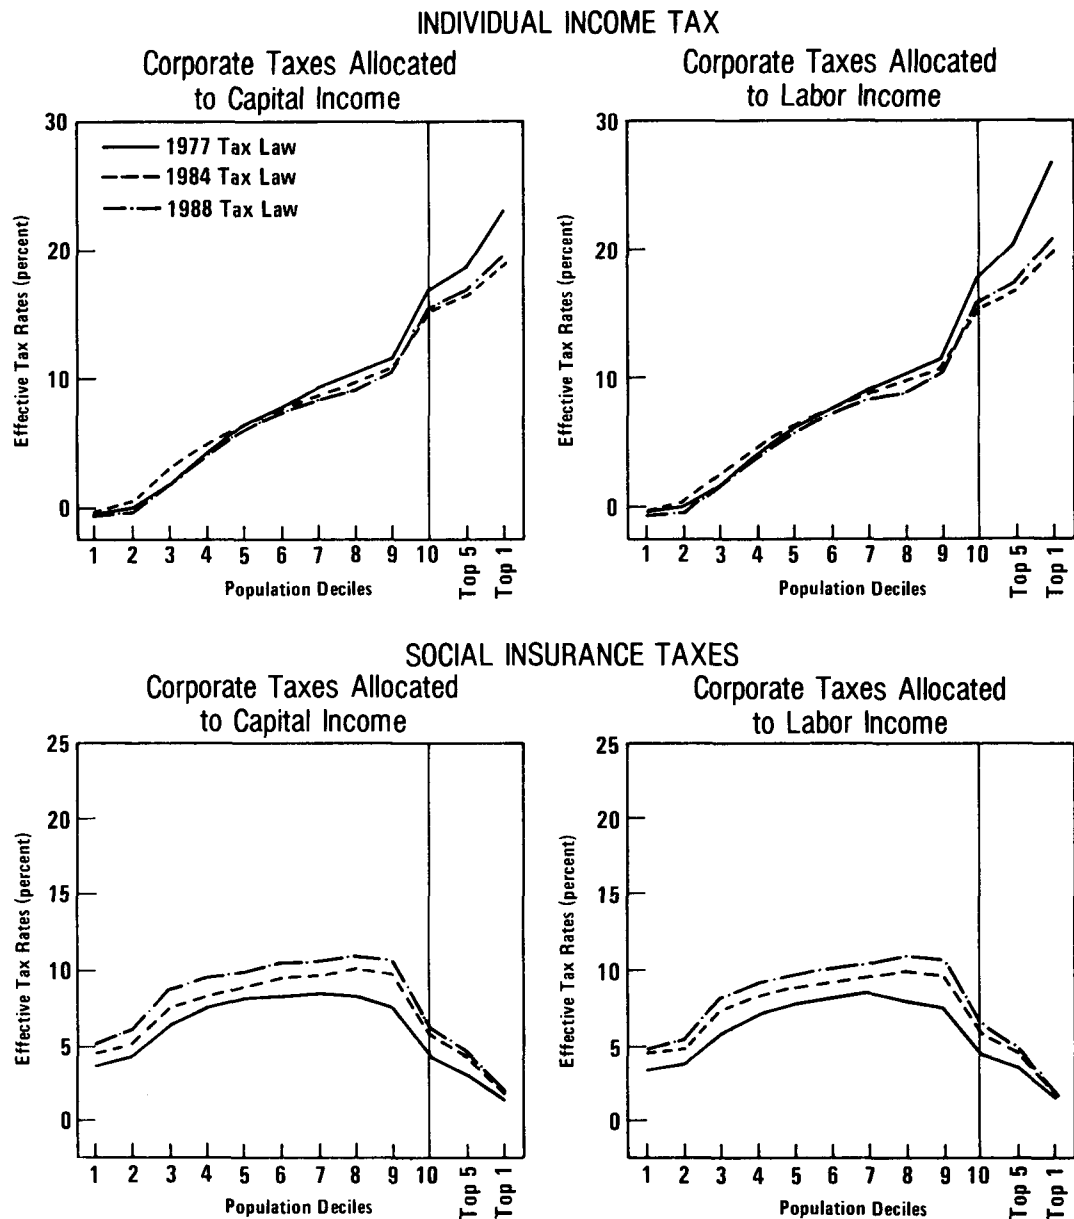 INDIVIDUAL INCOME TAX
Corporate Taxes Allocated
to Capital Income
30
20
10
0
Effective Tax Rates (percent)
1977 Tax Law
1984 Tax Law
1988 Tax Law
1 2 3 4 5 6 7 8 9 10 Top 5 Top 1
Population Deciles
Corporate Taxes Allocated
to Labor Income
30
20
10
0
Effective Tax Rates (percent)
1 2 3 4 5 6 7 8 9 10 Top 5 Top 1
Population Deciles
SOCIAL INSURANCE TAXES
Corporate Taxes Allocated
to Capital Income
25
20
15
10
5
0
Effective Tax Rates (percent)
1 2 3 4 5 6 7 8 9 10 Top 5 Top 1
Population Deciles
Corporate Taxes Allocated
to Labor Income
25
20
15
10
5
0
Effective Tax Rates (percent)
1 2 3 4 5 6 7 8 9 10 Top 5 Top 1
Population Deciles